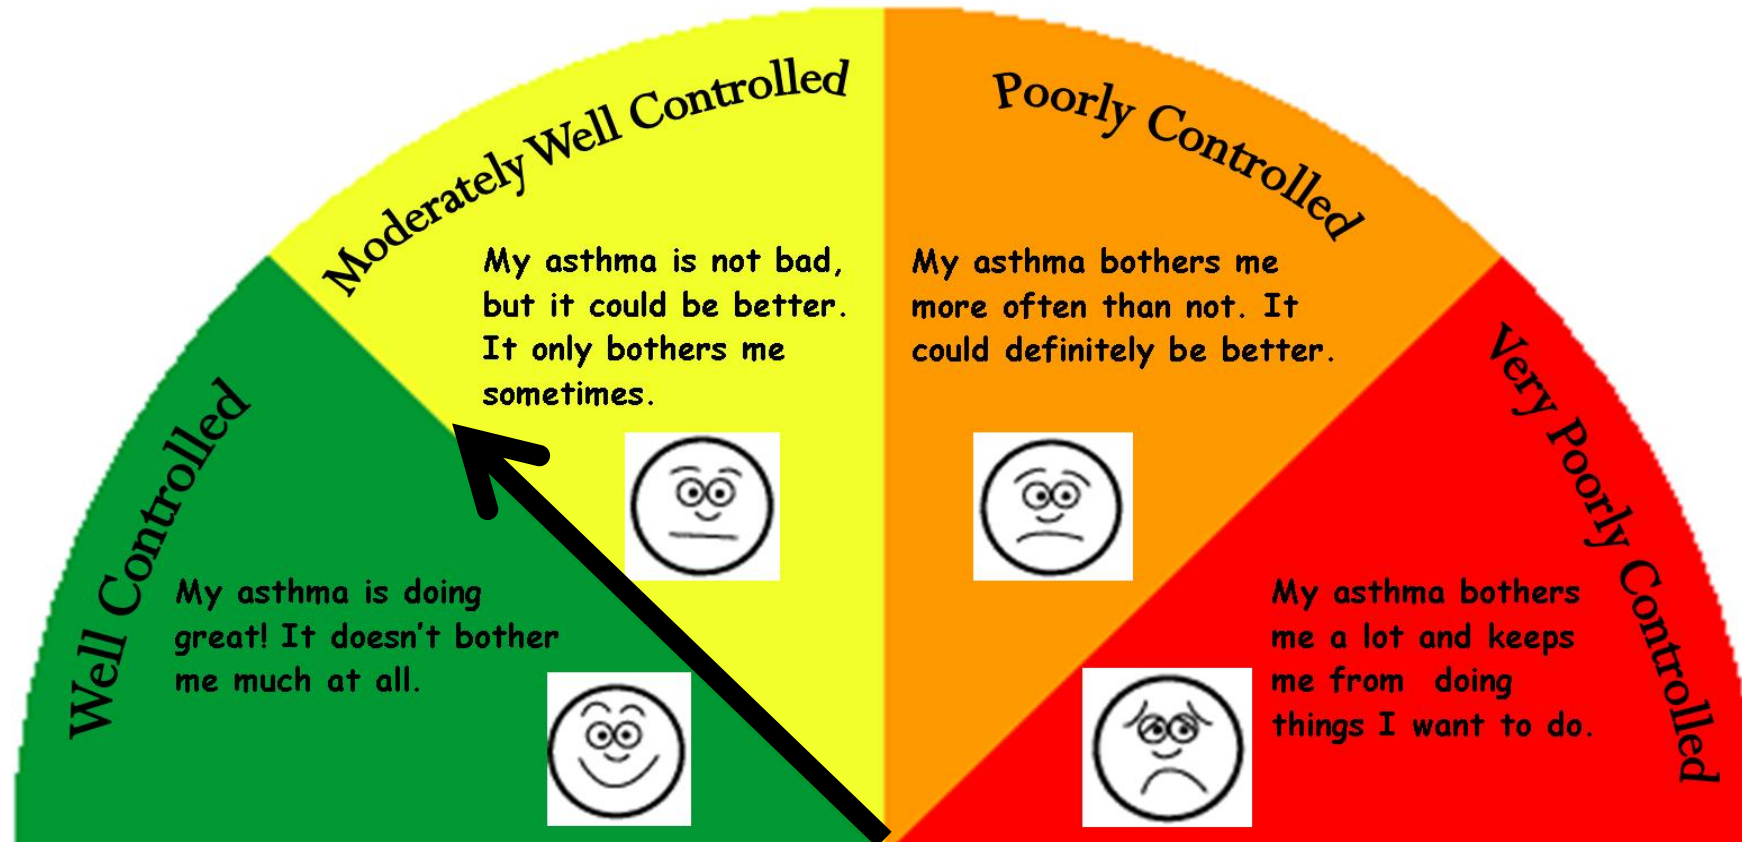 Well Controlled
My asthma is doing
great! It doesn't bother
me much at all.
Moderately Well Controlled
My asthma is not bad,
but it could be better.
It only bothers me
sometimes.
Poorly Controlled
My asthma bothers me
more often than not. It
could definitely be better.
Very Poorly Controlled
My asthma bothers
me a lot and keeps
me from doing
things I want to do.